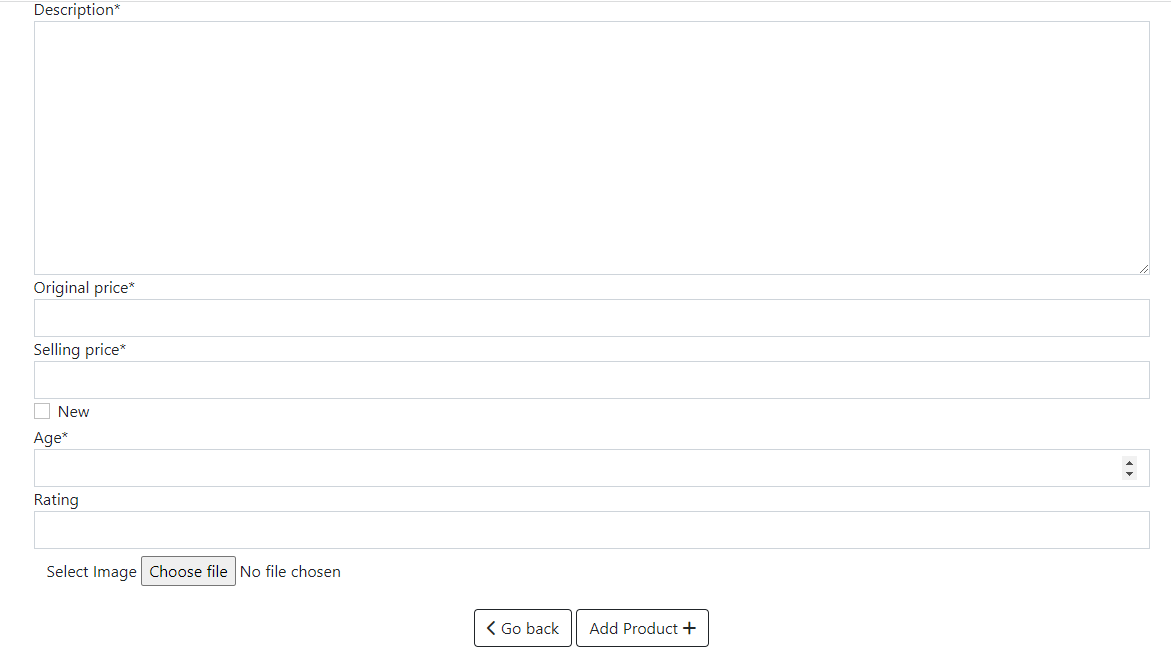 Description*
Original price*
Selling price*
New
Age*
Rating
Select Image Choose file No file chosen
Go back Add Product